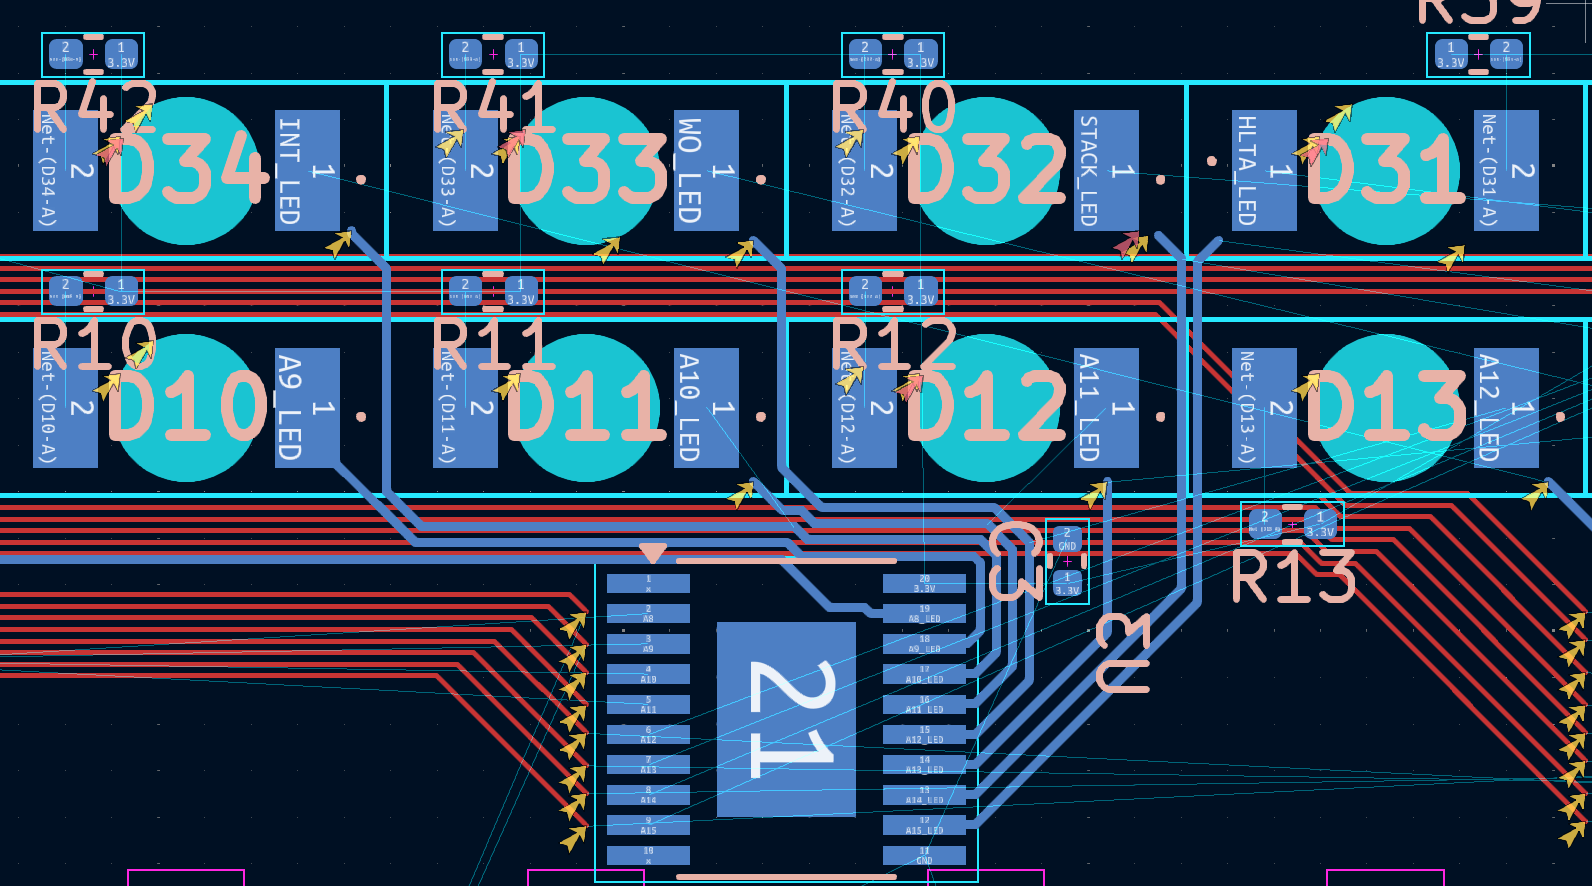 R39
2
1
3.3V
2
1
3.3V
2
1
3.3V
1
3.3V
2
R42
R41
R40
Net-(D34-A)
2
D34
INT_LED
1
Net-(D33-A)
2
D33
WO_LED
1
Net-(D32-A)
2
D32
STACK_LED
1
HLTA_LED
1
D31
Net-(D31-A)
2
2
1
3.3V
2
1
3.3V
2
1
3.3V
R10
R11
R12
Net-(D10-A)
2
D10
A9_LED
1
Net-(D11-A)
2
D11
A10_LED
1
Net-(D12-A)
2
D12
A11_LED
1
Net-(D13-A)
2
D13
A12_LED
1
2
1
3.3V
R13
C3
2
GND
1
3.3V
U3
1
x
2
A8
3
A9
4
A10
5
A11
6
A12
7
A13
8
A14
9
A15
10
x
21
20
3.3V
19
A8_LED
18
A9_LED
17
A10_LED
16
A11_LED
15
A12_LED
14
A13_LED
13
A14_LED
12
A15_LED
11
GND